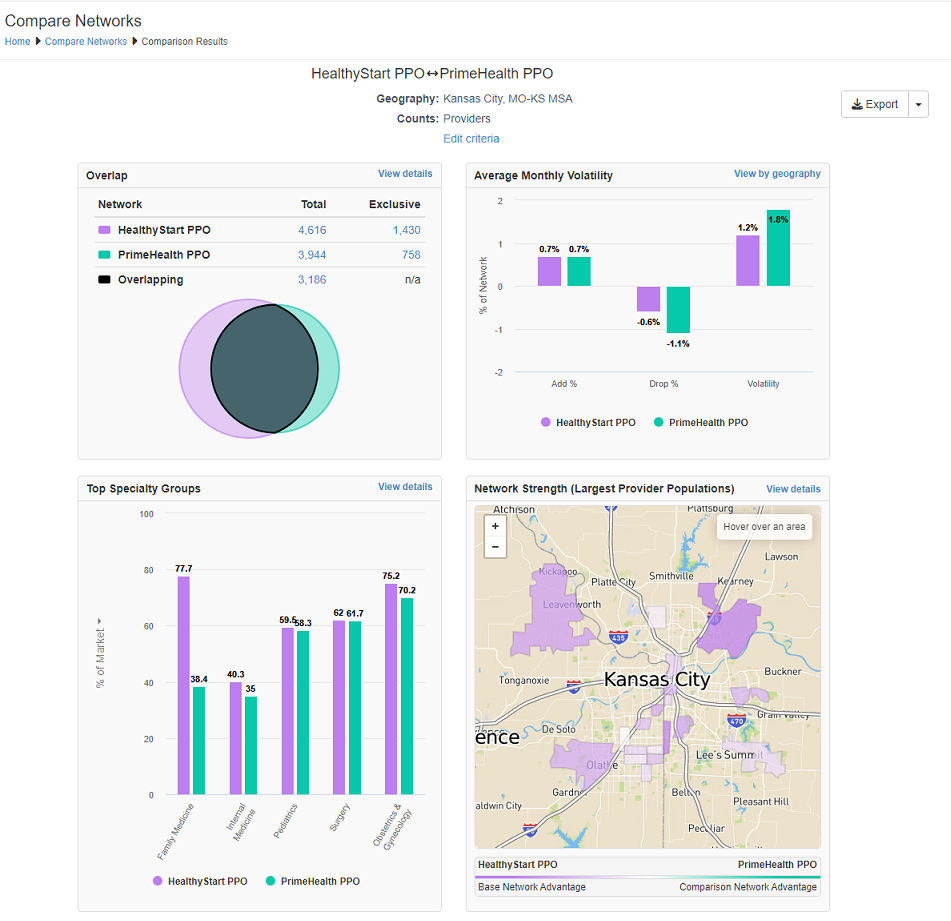 Compare Networks
Home Compare Networks Comparison Results
HealthyStart PPO↔PrimeHealth PPO
Geography: Kansas City, MO-KS MSA
Counts: Providers
Edit criteria
Export
Overlap View details
Network Total Exclusive
HealthyStart PPO 4,616 1,430
PrimeHealth PPO 3,944 758
Overlapping 3,186 n/a
Average Monthly Volatility View by geography
% of Network
2
1
0
-1
-2
0.7% 0.7%
-0.6%
-1.1%
1.2%
1.8%
Add % Drop % Volatility
HealthyStart PPO PrimeHealth PPO
Top Specialty Groups View details
% of Market
100
80
60
40
20
0
77.7
38.4
40.3
35
59.5
58.3
62
61.7
75.2
70.2
Family Medicine
Internal
Medicine
Pediatrics
Surgery
Obstetrics &
Gynecology
HealthyStart PPO PrimeHealth PPO
Network Strength (Largest Provider Populations) View details
+
−
Hover over an area
Atchison
Plattsburg
Lawson
Kickapoo
Platte City
Smithville
Kearney
Leavenworth
435
Tonganoxie
Kansas City
Buckner
470
Grain Valley
ence
De Soto
Lee's Summit
Olathe
Gardn
Belton
Pleasant Hill
aldwin City
Peculiar
HealthyStart PPO PrimeHealth PPO
Base Network Advantage Comparison Network Advantage